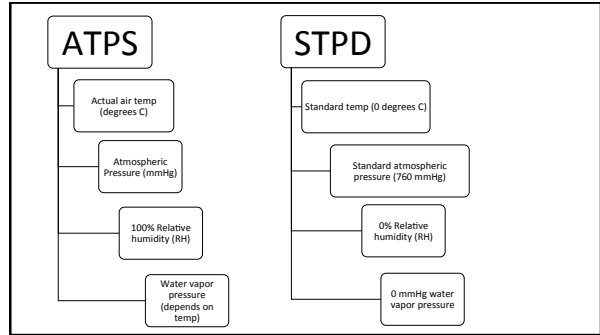 ATPS
Actual air temp
(degrees C)
Atmospheric
Pressure (mmHg)
100% Relative
humidity (RH)
Water vapor
pressure
(depends on
temp)
STPD
Standard temp (0 degrees C)
Standard atmospheric
pressure (760 mmHg)
0% Relative
humidity (RH)
0 mmHg water
vapor pressure